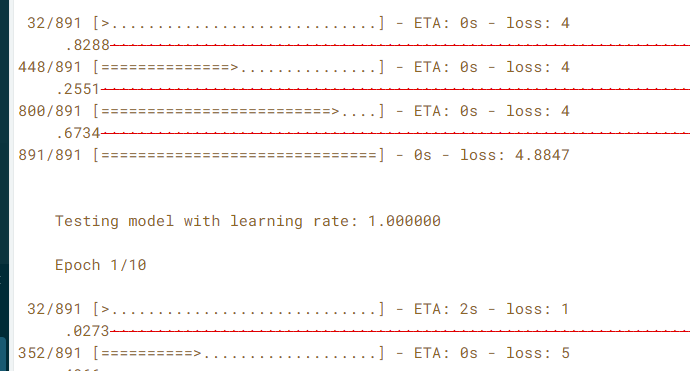 32/891 [>.............................] - ETA: 0s - loss: 4
.8288
448/891 [==============>...............] - ETA: 0s - loss: 4
.2551
800/891 [=========================>....] - ETA: 0s - loss: 4
.6734
891/891 [==============================] - 0s - loss: 4.8847
Testing model with learning rate: 1.000000
Epoch 1/10
32/891 [>.............................] - ETA: 2s - loss: 1
.0273
352/891 [==========>...................] - ETA: 0s - loss: 5